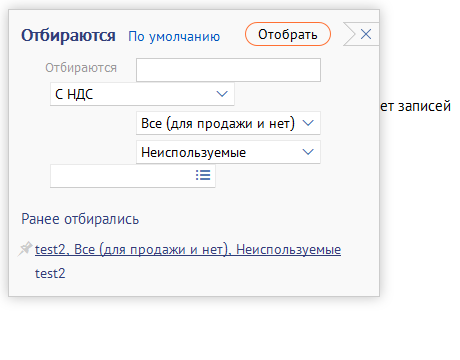 Отбираются По умолчанию Отобрать
Отбираются
С НДС
ет записей
Все (для продажи и нет)
Неиспользуемые
Ранее отбирались
test2, Все (для продажи и нет), Неиспользуемые
test2